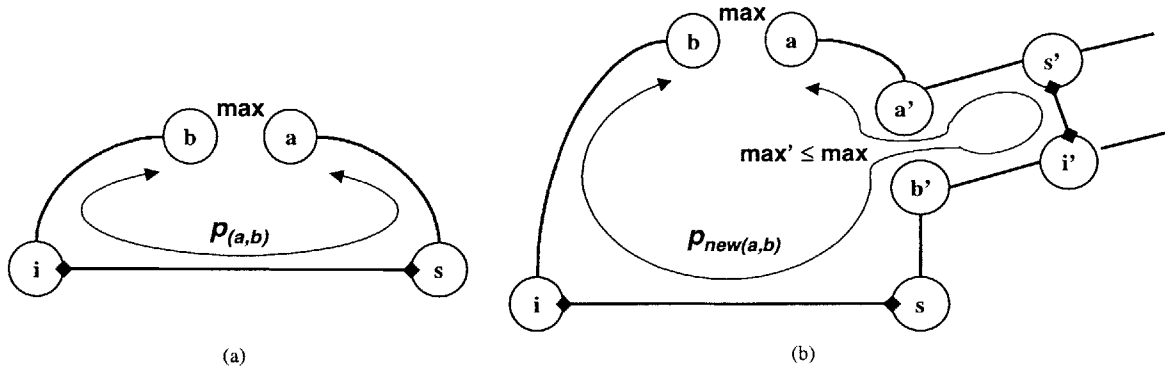 max
b
a
p(a,b)
i
s
(a)
max
b
a
s'
a'
max' ≤ max
i'
b'
pnew(a,b)
i
s
(b)